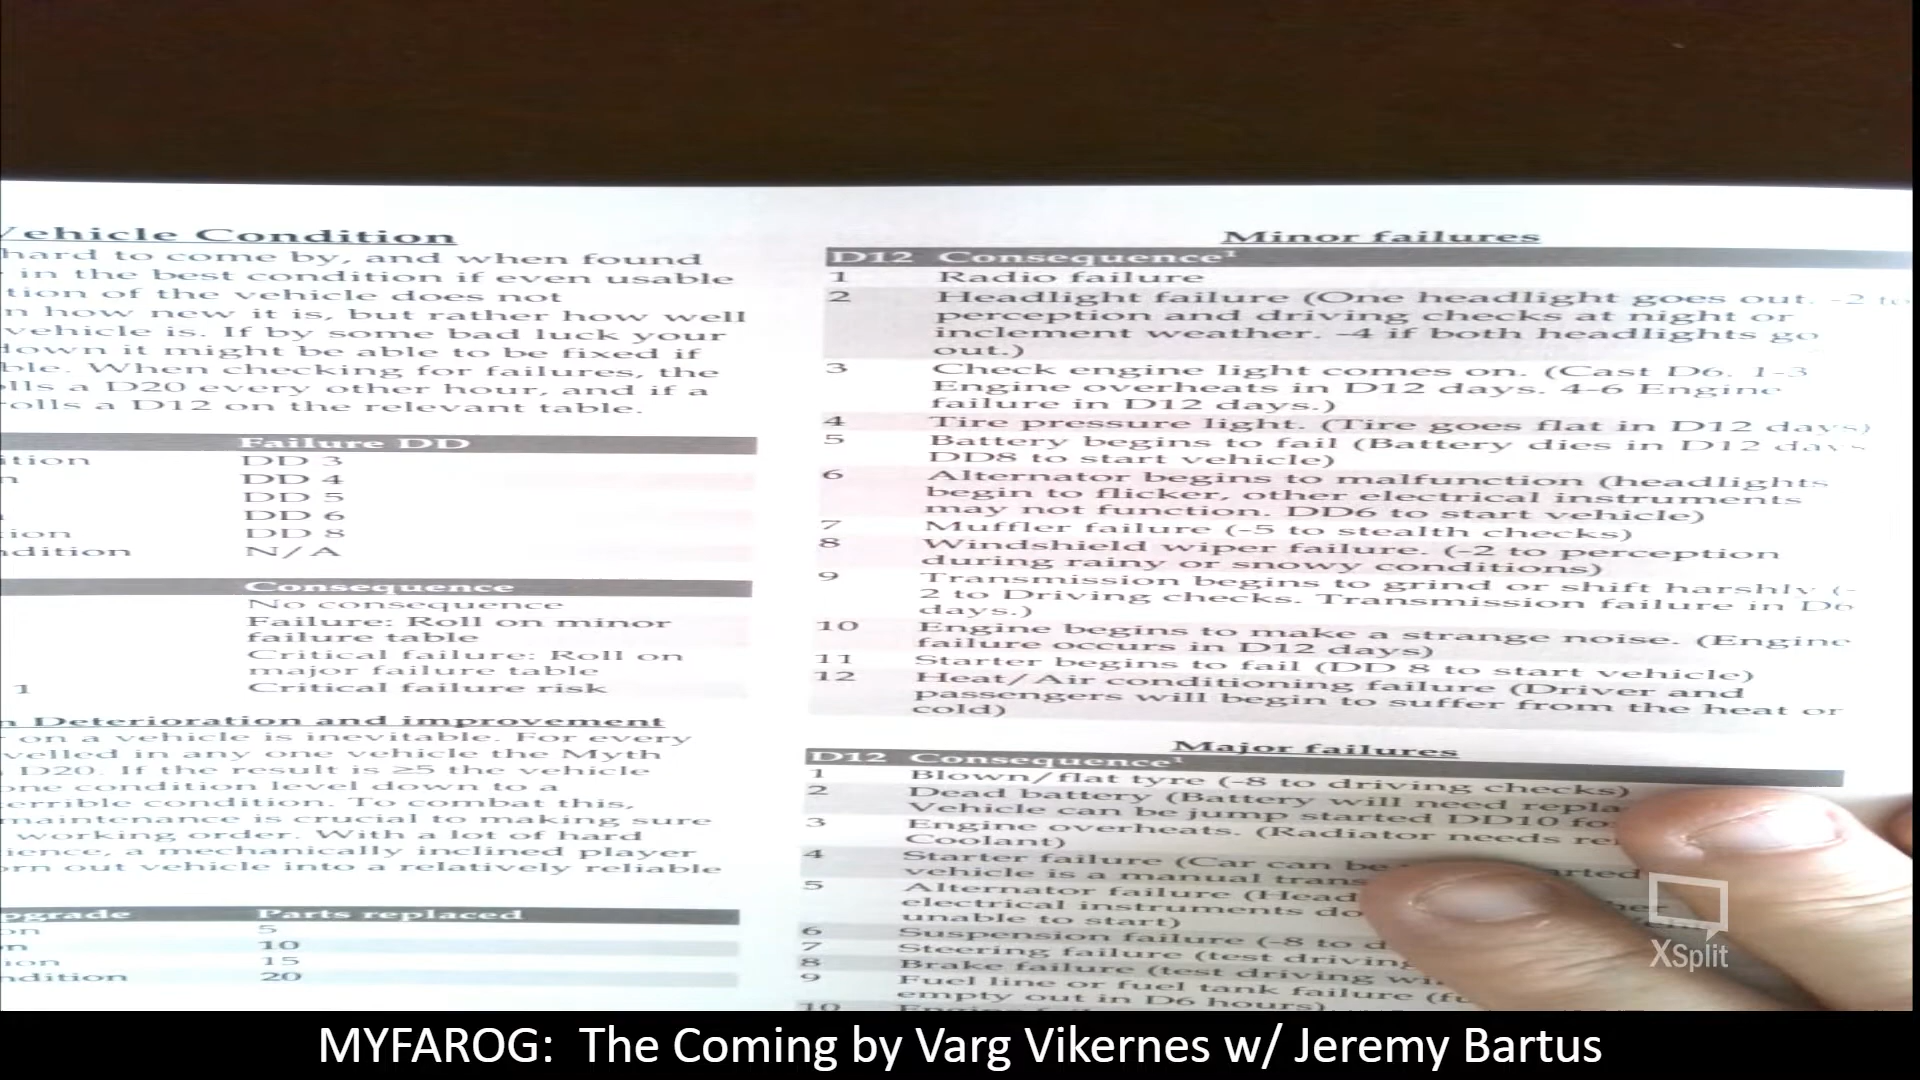 Vehicle Condition
hard to come by, and when found
in the best condition if even usable
tion of the vehicle does not
n how new it is, but rather how well
vehicle is. If by some bad luck your
down it might be able to be fixed if
ble. When checking for failures, the
olls a D20 every other hour, and if a
rolls a D12 on the relevant table.
Failure DD
ition DD 3
n DD 4
DD 5
DD 6
ion DD 8
ndition N/A
Consequence
No consequence
Failure: Roll on minor
failure table
Critical failure: Roll on
major failure table
1 Critical failure risk
n Deterioration and improvement
on a vehicle is inevitable. For every
velled in any one vehicle the Myth
D20. If the result is ≥5 the vehicle
one condition level down to a
errible condition. To combat this,
maintenance is crucial to making sure
working order. With a lot of hard
ience, a mechanically inclined player
orn out vehicle into a relatively reliable
pgrade Parts replaced
on 5
n 10
ion 15
ndition 20
Minor failures
D12 Consequence¹
1 Radio failure
2 Headlight failure (One headlight goes out. -2 to
perception and driving checks at night or
inclement weather. -4 if both headlights go
out.)
3 Check engine light comes on. (Cast D6. 1-3
Engine overheats in D12 days. 4-6 Engine
failure in D12 days.)
4 Tire pressure light. (Tire goes flat in D12 days)
5 Battery begins to fail (Battery dies in D12 days
DD8 to start vehicle)
6 Alternator begins to malfunction (headlights
begin to flicker, other electrical instruments
may not function. DD6 to start vehicle)
7 Muffler failure (-5 to stealth checks)
8 Windshield wiper failure. (-2 to perception
during rainy or snowy conditions)
9 Transmission begins to grind or shift harshly (-
2 to Driving checks. Transmission failure in D6
days.)
10 Engine begins to make a strange noise. (Engine
failure occurs in D12 days)
11 Starter begins to fail (DD 8 to start vehicle)
12 Heat/Air conditioning failure (Driver and
passengers will begin to suffer from the heat or
cold)
Major failures
D12 Consequence¹
1 Blown/flat tyre (-8 to driving checks)
2 Dead battery (Battery will need repla
Vehicle can be jump started DD10 fo
3 Engine overheats. (Radiator needs re
Coolant)
4 Starter failure (Car can be arted
vehicle is a manual trans
5 Alternator failure (Head
electrical instruments do
unable to start)
6 Suspension failure (-8 to d
7 Steering failure (test driving
8 Brake failure (test driving wi
9 Fuel line or fuel tank failure (fu
empty out in D6 hours)
10
XSplit
MYFAROG: The Coming by Varg Vikernes w/ Jeremy Bartus